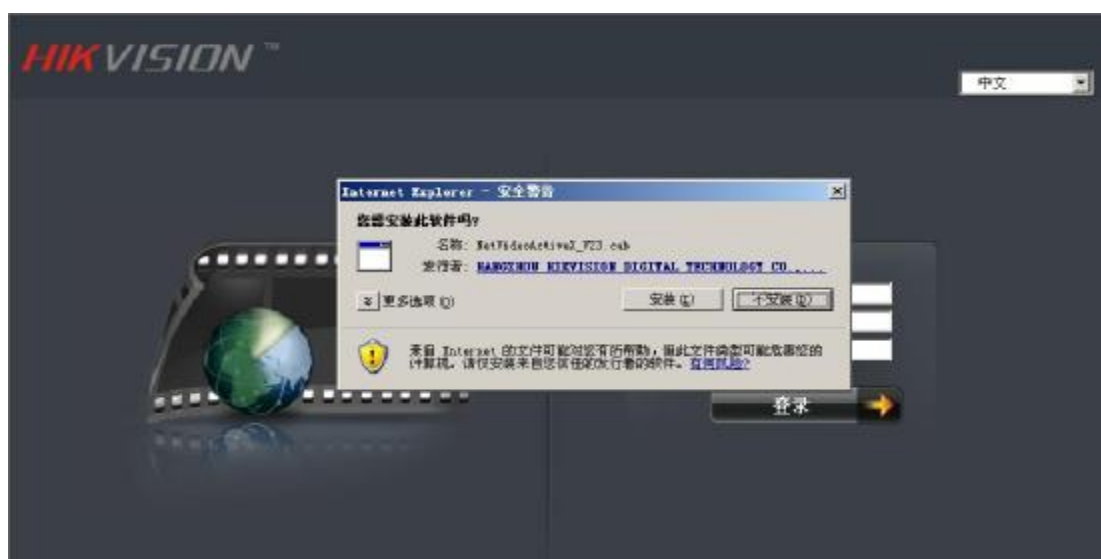 HIKVISION™
中文
Internet Explorer - 安全警告
您想安装此软件吗?
名称: NetVideoActiveX_V23.cab
发行者: HANGZHOU HIKVISION DIGITAL TECHNOLOGY CO.,...
更多选项(O)
安装(I)
不安装(D)
来自 Internet 的文件可能对您有所帮助,但此文件类型可能危害您的
计算机。请仅安装来自您信任的发行者的软件。有何风险?
登录